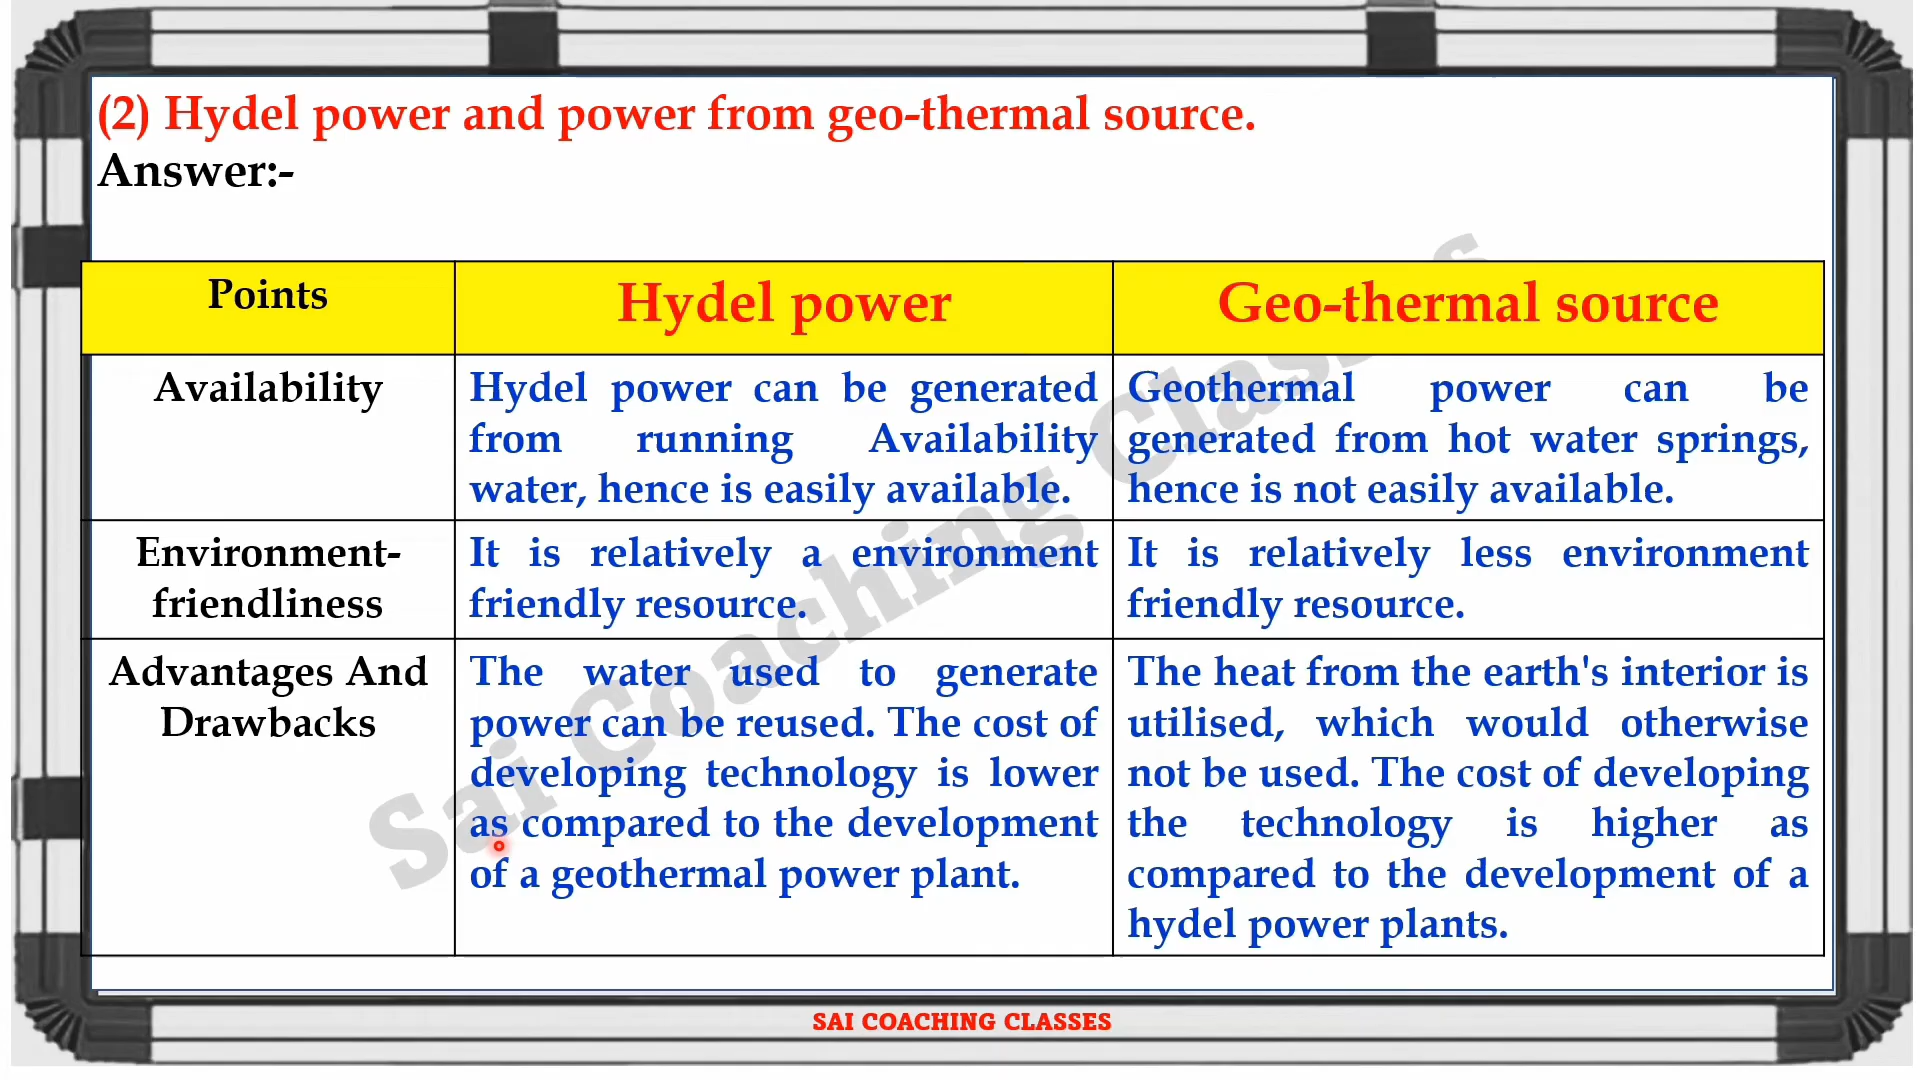 (2) Hydel power and power from geo-thermal source.
Answer:-
Points
Hydel power
Geo-thermal source
Availability
Hydel power can be generated
from running Availability
water, hence is easily available.
Geothermal power can be
generated from hot water springs,
hence is not easily available.
Environment-
friendliness
It is relatively a environment
friendly resource.
It is relatively less environment
friendly resource.
Advantages And
Drawbacks
The water used to generate
power can be reused. The cost of
developing technology is lower
as compared to the development
of a geothermal power plant.
The heat from the earth's interior is
utilised, which would otherwise
not be used. The cost of developing
the technology is higher as
compared to the development of a
hydel power plants.
Sai Coaching Classes
SAI COACHING CLASSES